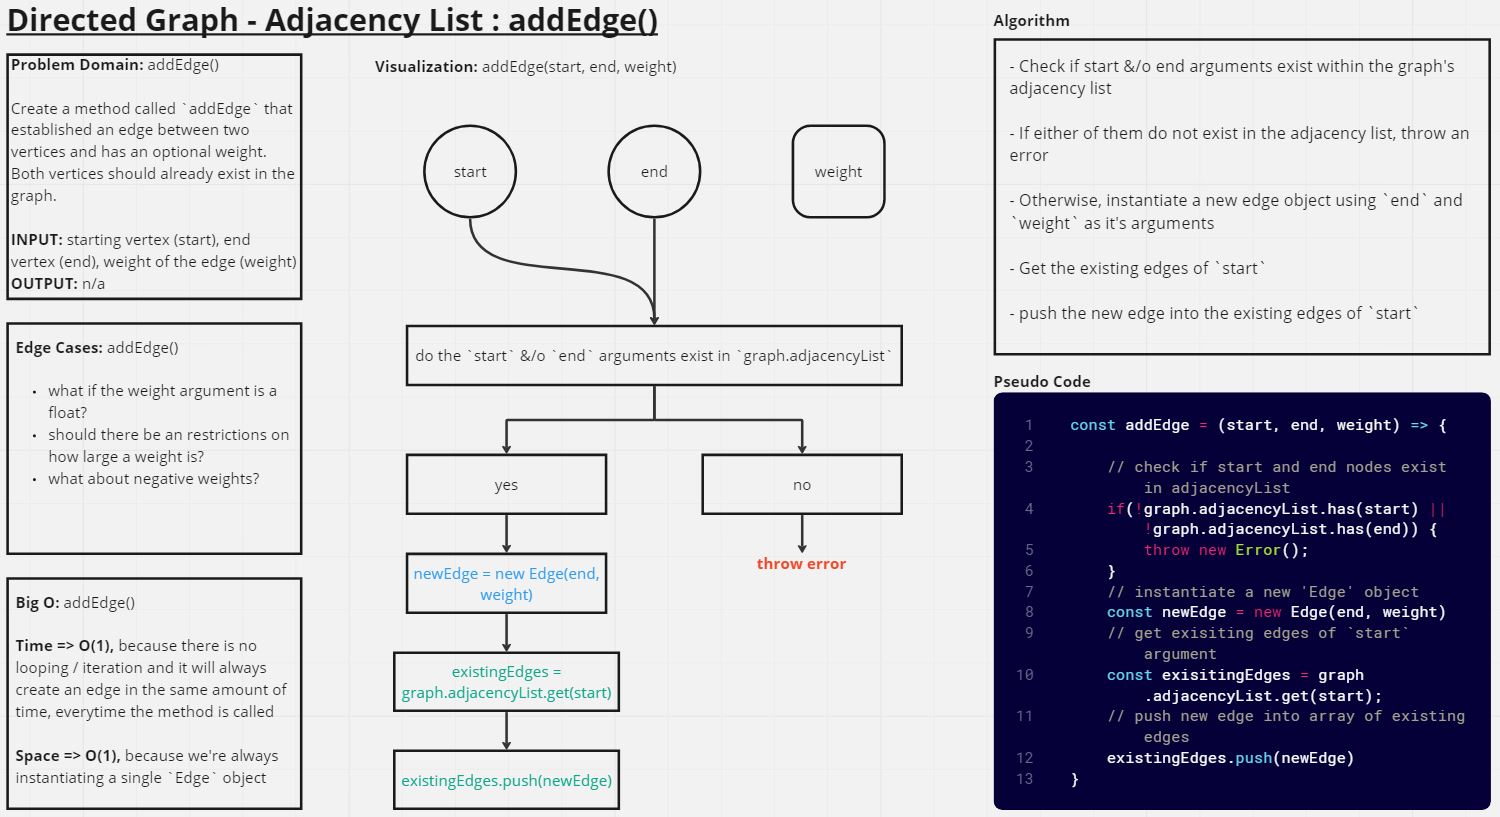 Directed Graph - Adjacency List : addEdge()
Problem Domain: addEdge()
Create a method called `addEdge` that
established an edge between two
vertices and has an optional weight.
Both vertices should already exist in the
graph.
INPUT: starting vertex (start), end
vertex (end), weight of the edge (weight)
OUTPUT: n/a
Edge Cases: addEdge()
• what if the weight argument is a
float?
• should there be an restrictions on
how large a weight is?
• what about negative weights?
Big O: addEdge()
Time => O(1), because there is no
looping / iteration and it will always
create an edge in the same amount of
time, everytime the method is called
Space => O(1), because we're always
instantiating a single `Edge` object
Visualization: addEdge(start, end, weight)
start
end
weight
do the `start` &/o `end` arguments exist in `graph.adjacencyList`
yes
no
newEdge = new Edge(end,
weight)
throw error
existingEdges =
graph.adjacencyList.get(start)
existingEdges.push(newEdge)
Algorithm
- Check if start &/o end arguments exist within the graph's
adjacency list
- If either of them do not exist in the adjacency list, throw an
error
- Otherwise, instantiate a new edge object using `end` and
`weight` as it's arguments
- Get the existing edges of `start`
- push the new edge into the existing edges of `start`
Pseudo Code
1 const addEdge = (start, end, weight) => {
2
3 // check if start and end nodes exist
in adjacencyList
4 if(!graph.adjacencyList.has(start) ||
!graph.adjacencyList.has(end)) {
5 throw new Error();
6 }
7 // instantiate a new 'Edge' object
8 const newEdge = new Edge(end, weight)
9 // get exisiting edges of `start`
argument
10 const exisitingEdges = graph
.adjacencyList.get(start);
11 // push new edge into array of existing
edges
12 existingEdges.push(newEdge)
13 }